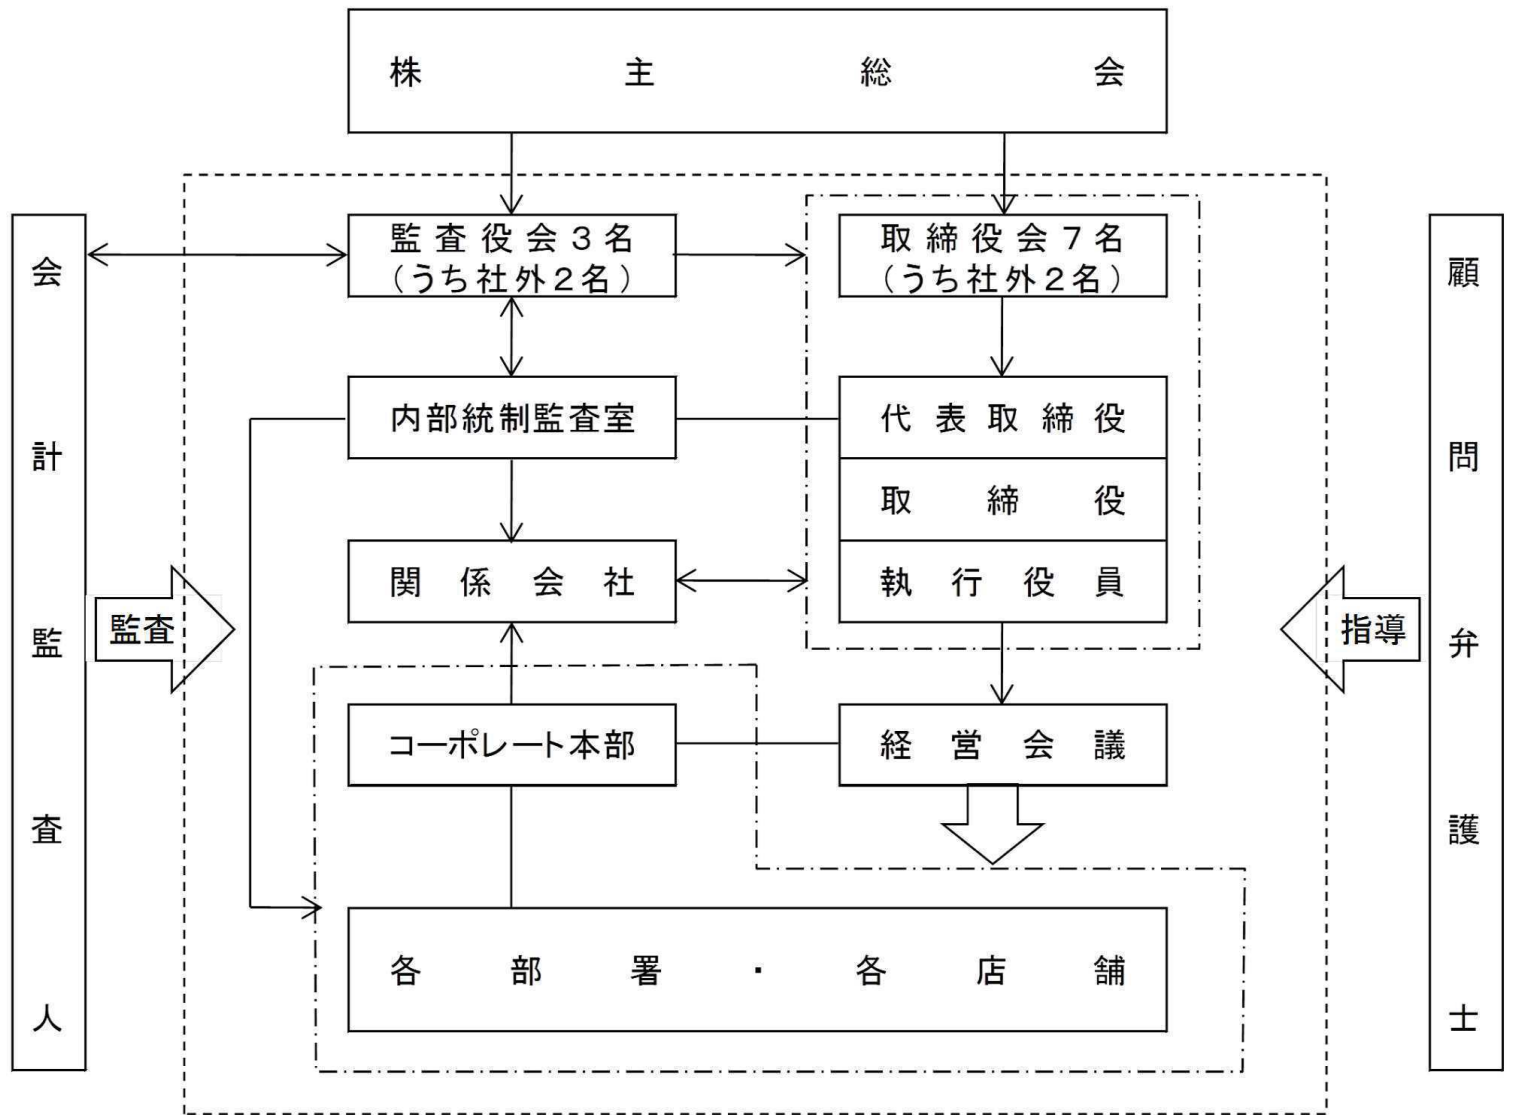 株主総会
監査役会３名
（うち社外２名）
取締役会７名
（うち社外２名）
会計監査人
顧問弁護士
内部統制監査室
代表取締役
取締役
関係会社
執行役員
監査
指導
コーポレート本部
経営会議
各部署・各店舗